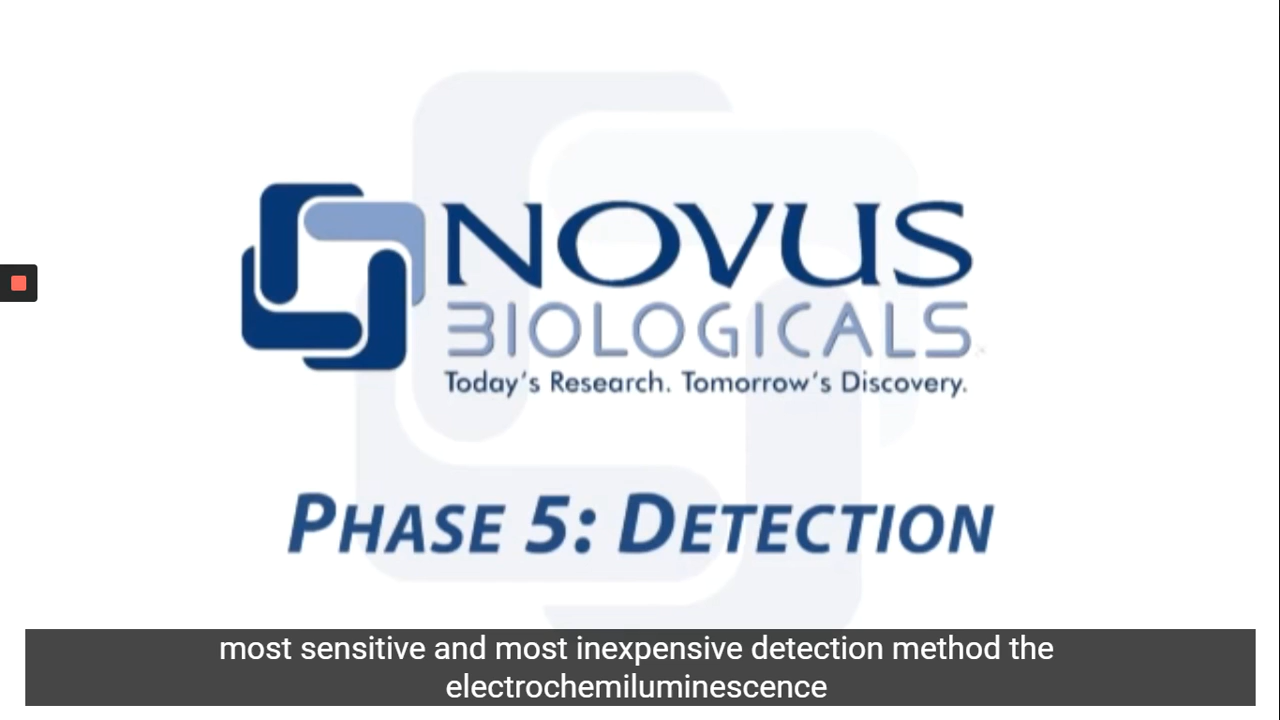 NOVUS
BIOLOGICALS
Today's Research. Tomorrow's Discovery.
PHASE 5: DETECTION
most sensitive and most inexpensive detection method the
electrochemiluminescence